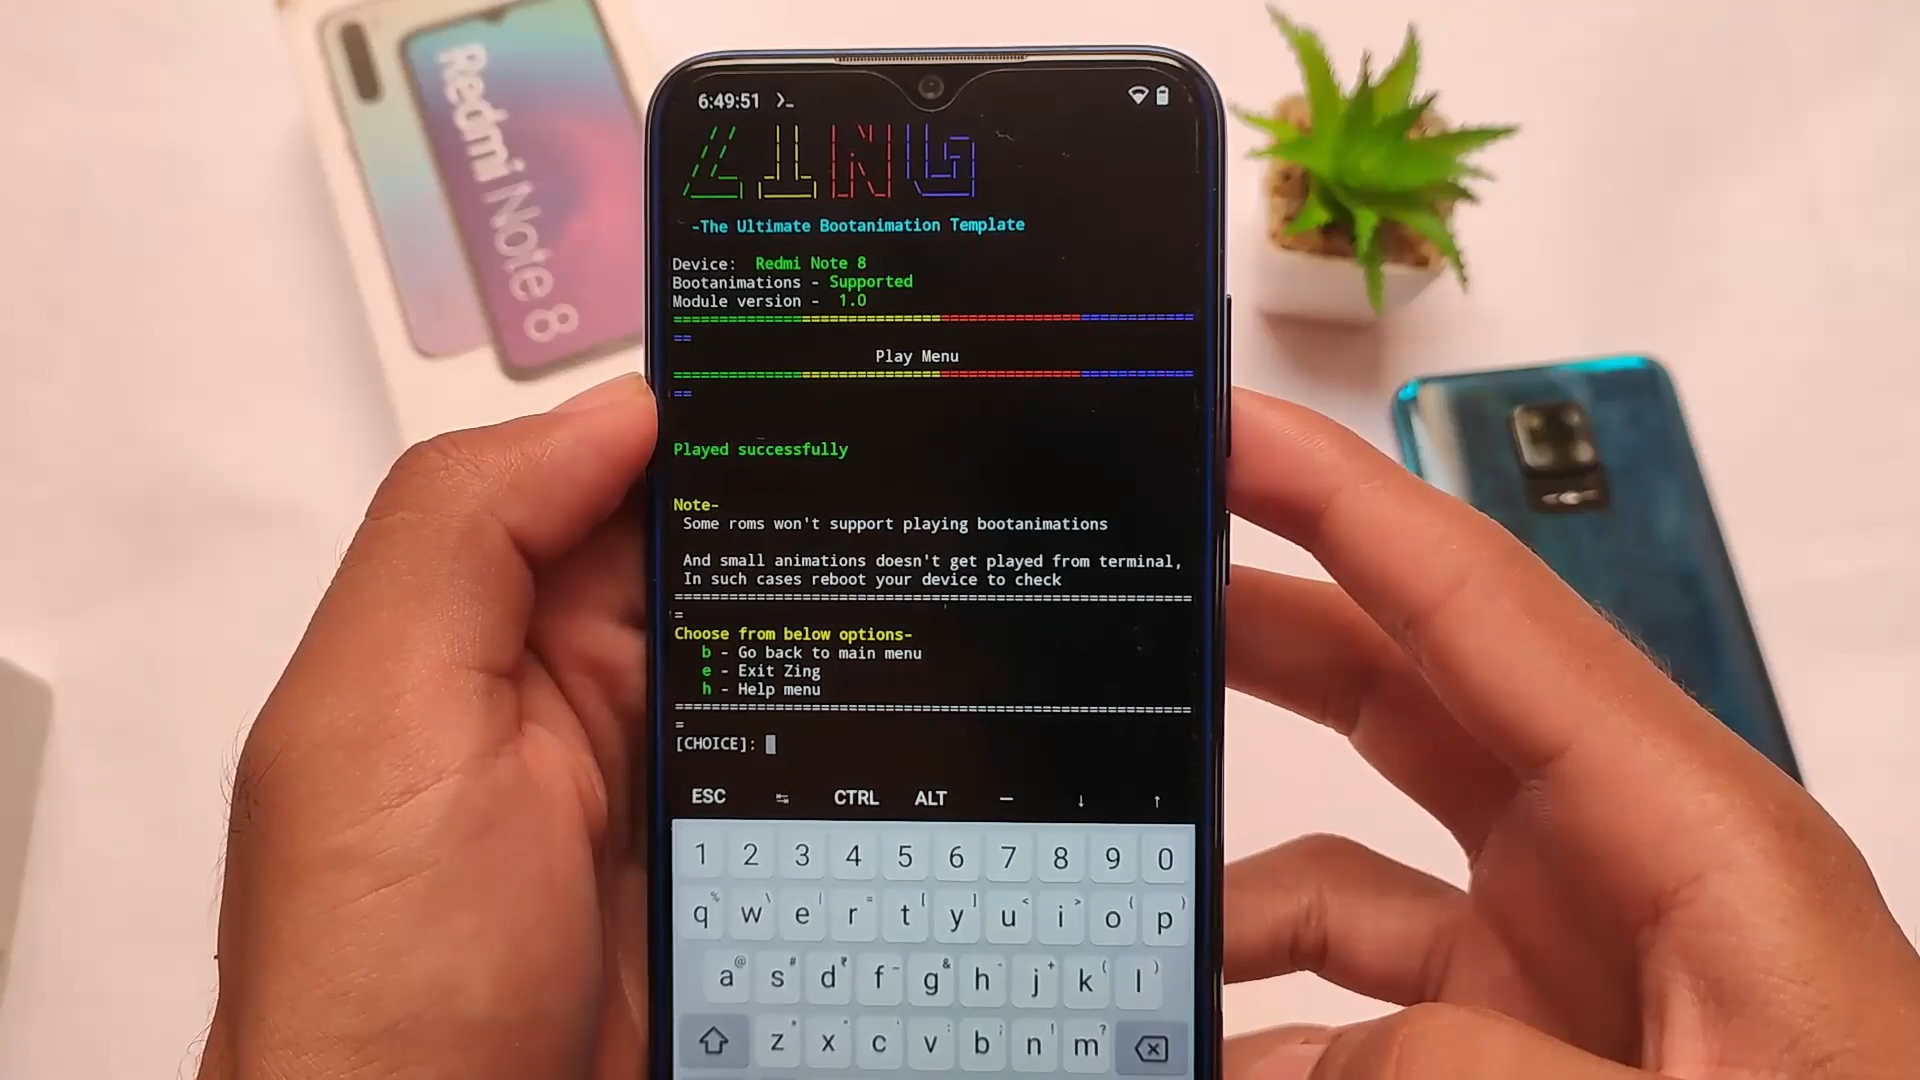 Redmi Note 8
6:49:51
ZING
-The Ultimate Bootanimation Template
Device: Redmi Note 8
Bootanimations - Supported
Module version - 1.0
Play Menu
Played successfully
Note-
Some roms won't support playing bootanimations
And small animations doesn't get played from terminal,
In such cases reboot your device to check
Choose from below options-
b - Go back to main menu
e - Exit Zing
h - Help menu
[CHOICE]:
ESC CTRL ALT — ↓ ↑
1 2 3 4 5 6 7 8 9 0
q w e r t y u i o p
a s d f g h j k l
z x c v b n m